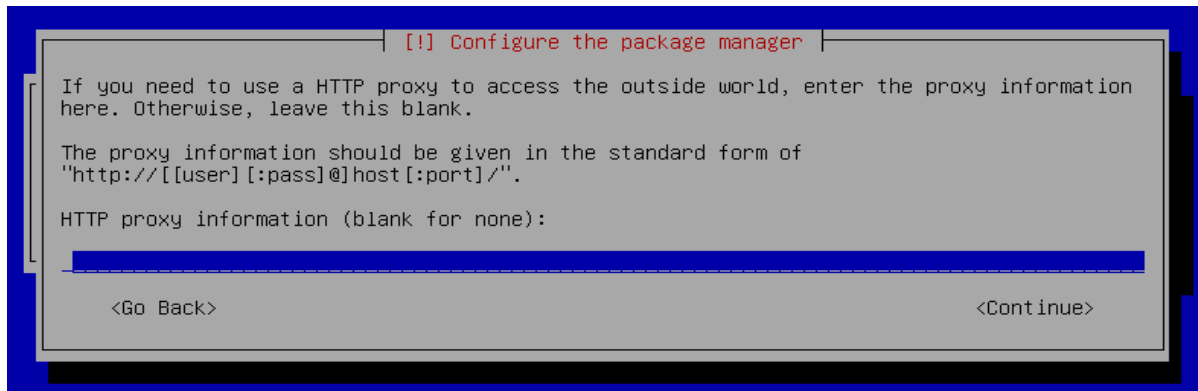 [!] Configure the package manager
If you need to use a HTTP proxy to access the outside world, enter the proxy information
here. Otherwise, leave this blank.
The proxy information should be given in the standard form of
"http://[[user][:pass]@]host[:port]/".
HTTP proxy information (blank for none):
<Go Back> <Continue>